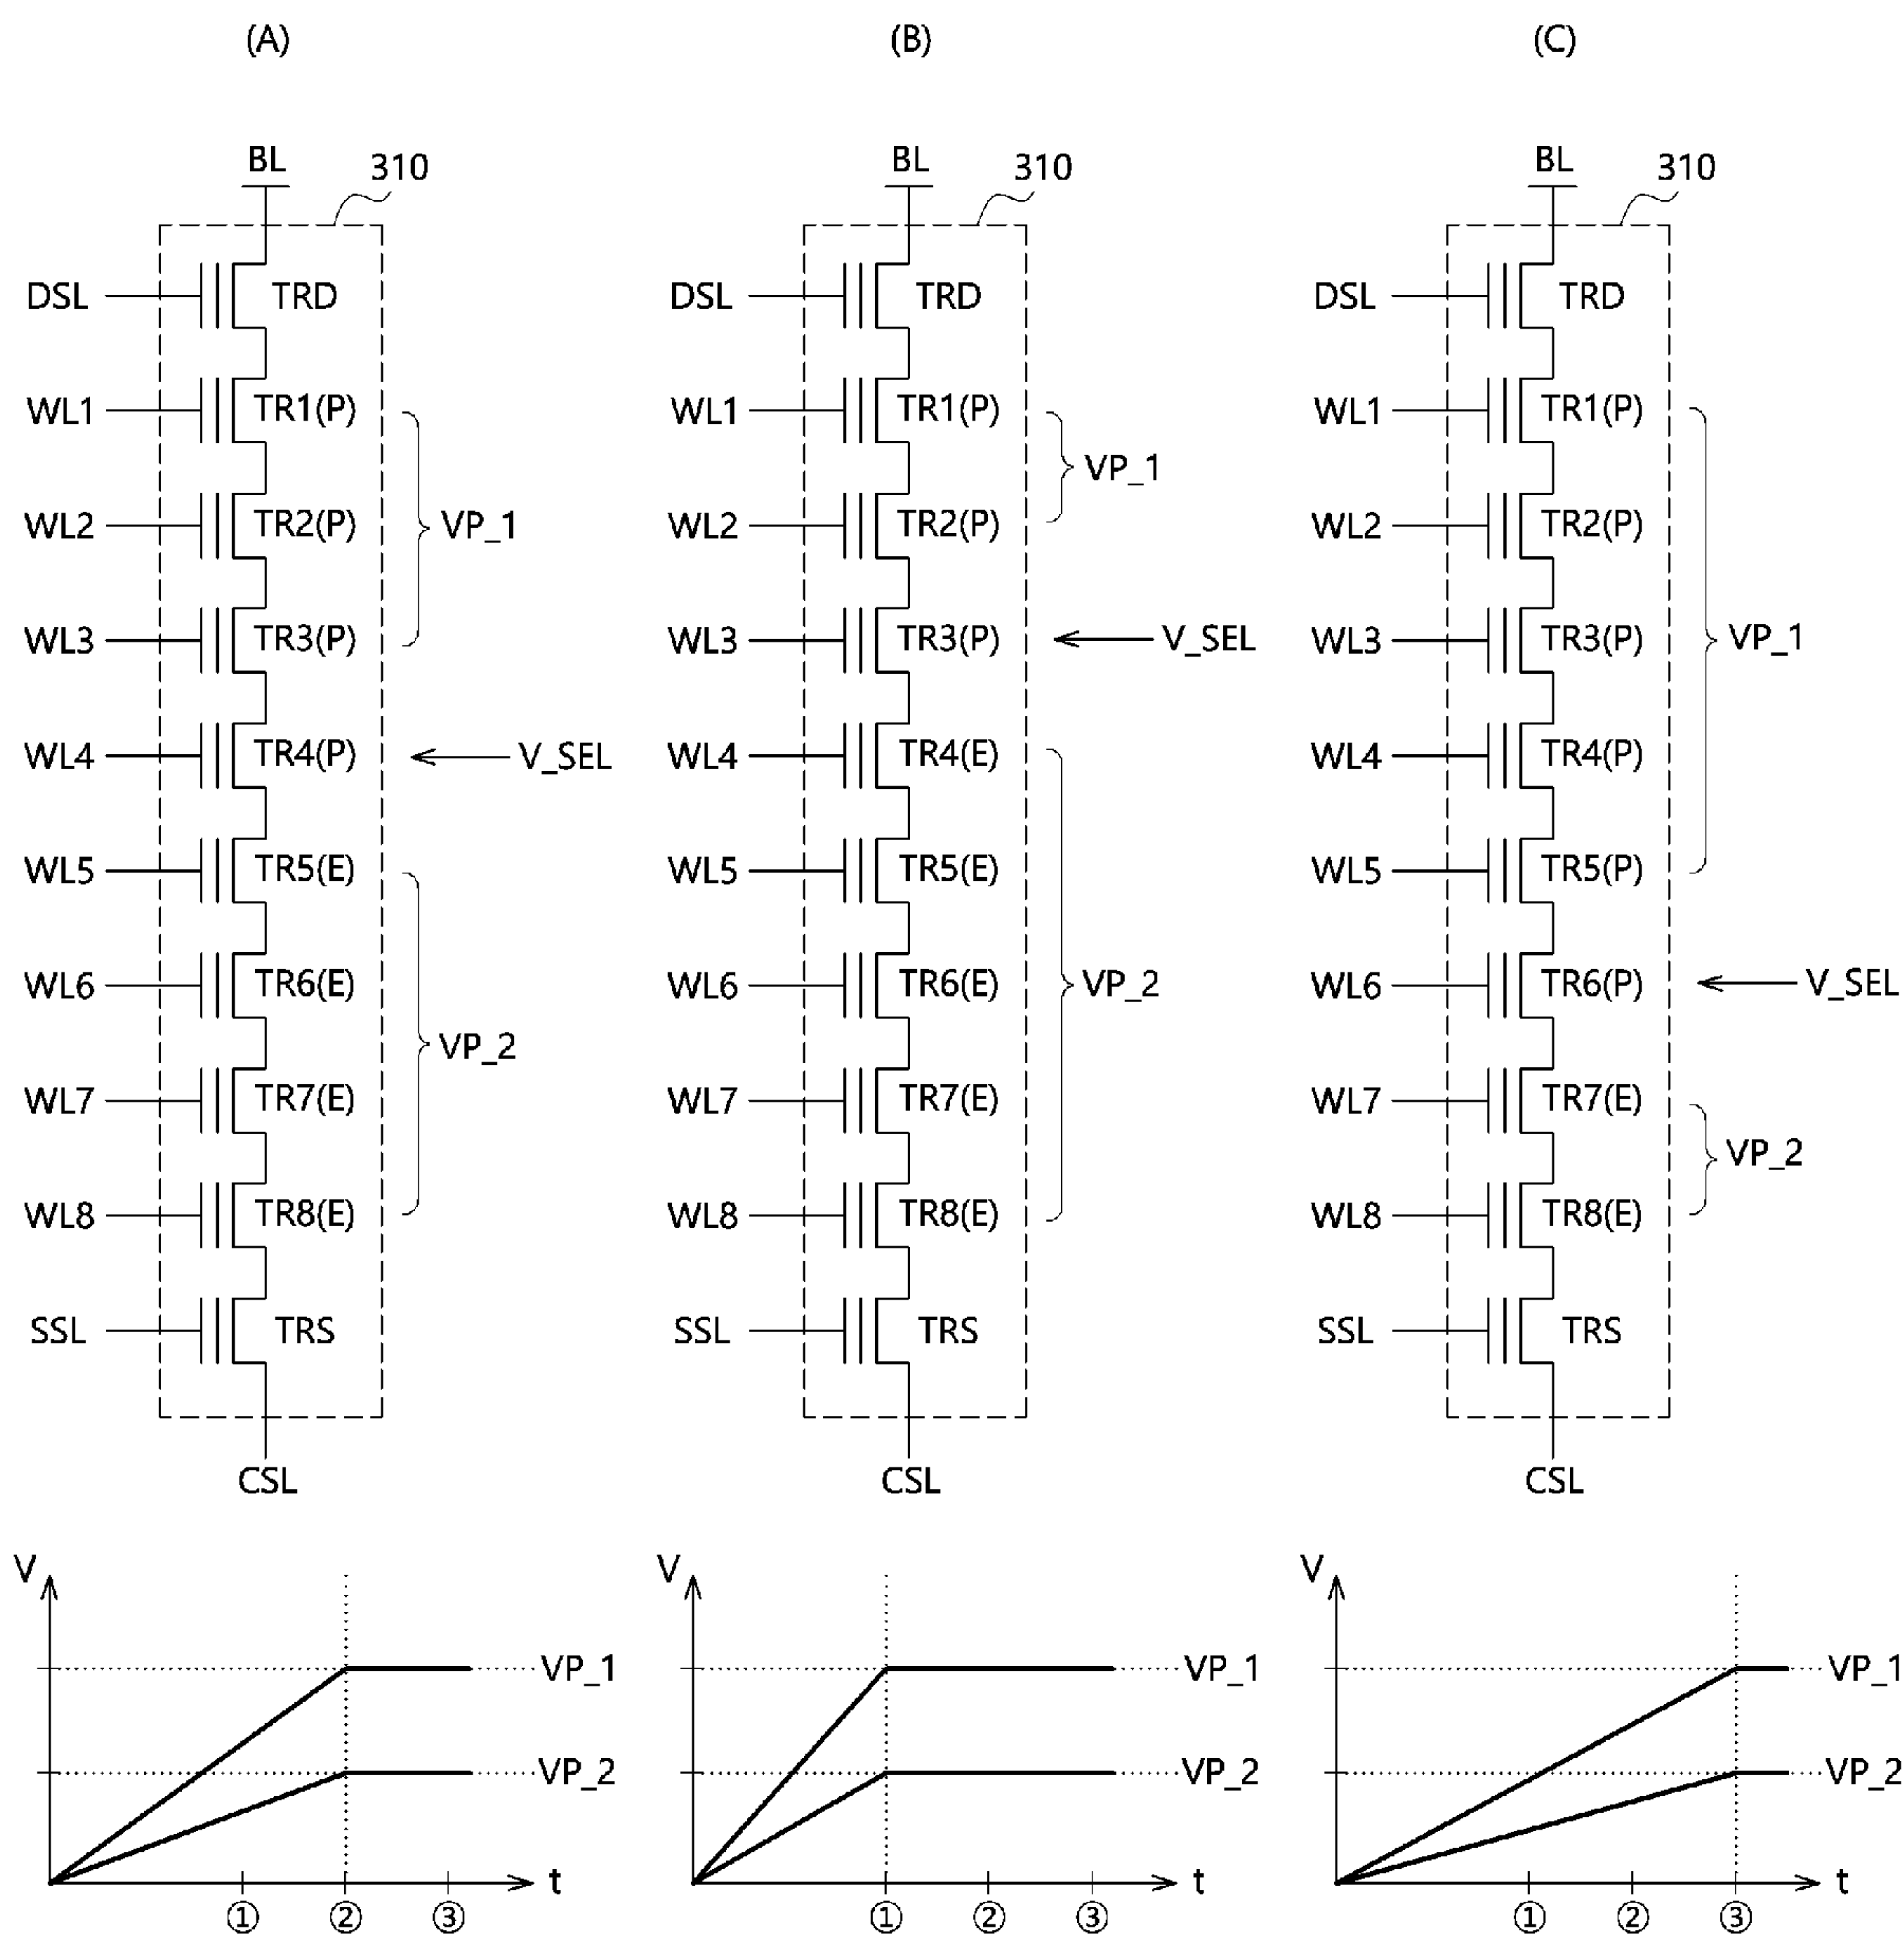 (A)
BL
310
DSL TRD
WL1 TR1(P)
WL2 TR2(P) VP_1
WL3 TR3(P)
WL4 TR4(P) V_SEL
WL5 TR5(E)
WL6 TR6(E)
VP_2
WL7 TR7(E)
WL8 TR8(E)
SSL TRS
CSL
V
VP_1
VP_2
t
① ② ③
(B)
BL
310
DSL TRD
WL1 TR1(P)
VP_1
WL2 TR2(P)
WL3 TR3(P) V_SEL
WL4 TR4(E)
WL5 TR5(E)
WL6 TR6(E) VP_2
WL7 TR7(E)
WL8 TR8(E)
SSL TRS
CSL
V
VP_1
VP_2
t
① ② ③
(C)
BL
310
DSL TRD
WL1 TR1(P)
WL2 TR2(P)
WL3 TR3(P) VP_1
WL4 TR4(P)
WL5 TR5(P)
WL6 TR6(P) V_SEL
WL7 TR7(E)
VP_2
WL8 TR8(E)
SSL TRS
CSL
V
VP_1
VP_2
t
① ② ③